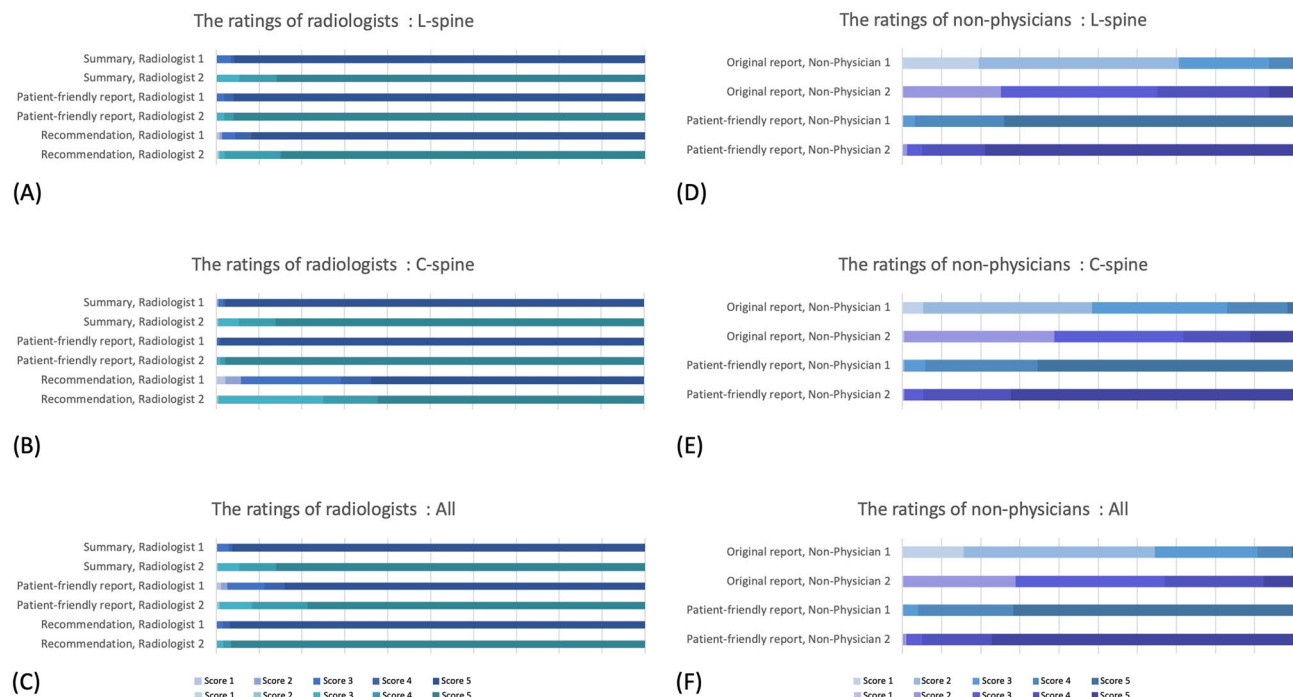 The ratings of radiologists : L-spine
Summary, Radiologist 1
Summary, Radiologist 2
Patient-friendly report, Radiologist 1
Patient-friendly report, Radiologist 2
Recommendation, Radiologist 1
Recommendation, Radiologist 2
(A)
The ratings of radiologists : C-spine
Summary, Radiologist 1
Summary, Radiologist 2
Patient-friendly report, Radiologist 1
Patient-friendly report, Radiologist 2
Recommendation, Radiologist 1
Recommendation, Radiologist 2
(B)
The ratings of radiologists : All
Summary, Radiologist 1
Summary, Radiologist 2
Patient-friendly report, Radiologist 1
Patient-friendly report, Radiologist 2
Recommendation, Radiologist 1
Recommendation, Radiologist 2
(C)
Score 1 Score 2 Score 3 Score 4 Score 5
Score 1 Score 2 Score 3 Score 4 Score 5
The ratings of non-physicians : L-spine
Original report, Non-Physician 1
Original report, Non-Physician 2
Patient-friendly report, Non-Physician 1
Patient-friendly report, Non-Physician 2
(D)
The ratings of non-physicians : C-spine
Original report, Non-Physician 1
Original report, Non-Physician 2
Patient-friendly report, Non-Physician 1
Patient-friendly report, Non-Physician 2
(E)
The ratings of non-physicians : All
Original report, Non-Physician 1
Original report, Non-Physician 2
Patient-friendly report, Non-Physician 1
Patient-friendly report, Non-Physician 2
(F)
Score 1 Score 2 Score 3 Score 4 Score 5
Score 1 Score 2 Score 3 Score 4 Score 5